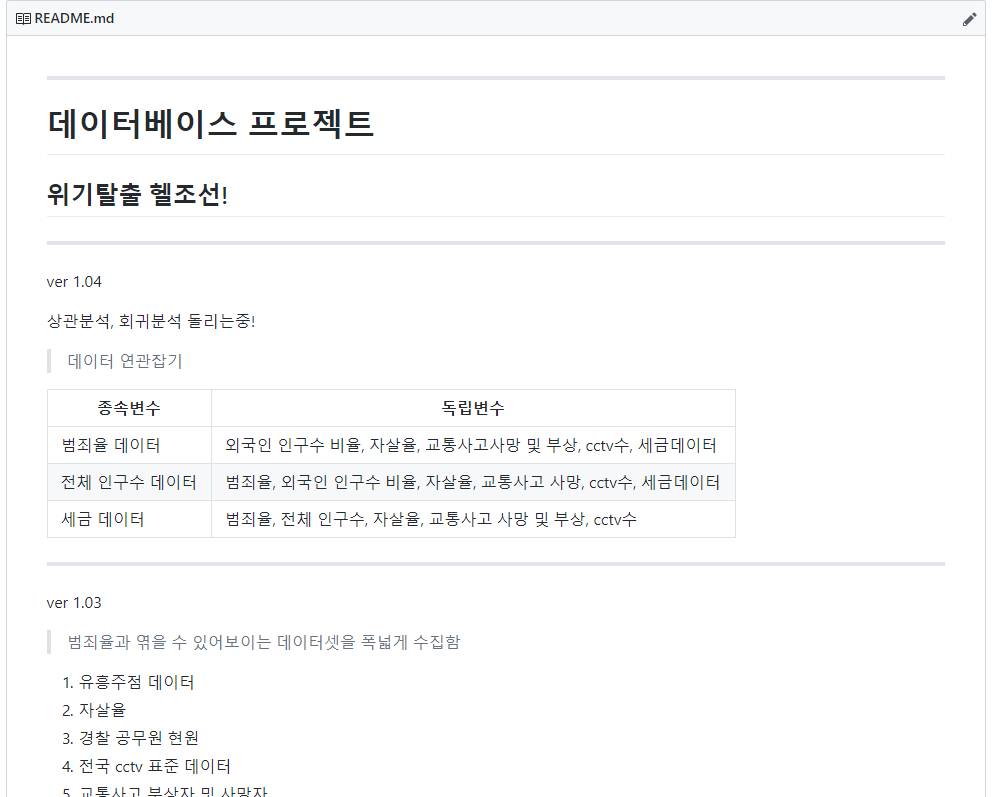 README.md
데이터베이스 프로젝트
위기탈출 헬조선!
ver 1.04
상관분석, 회귀분석 돌리는중!
데이터 연관잡기
종속변수 독립변수
범죄율 데이터 외국인 인구수 비율, 자살율, 교통사고사망 및 부상, cctv수, 세금데이터
전체 인구수 데이터 범죄율, 외국인 인구수 비율, 자살율, 교통사고 사망, cctv수, 세금데이터
세금 데이터 범죄율, 전체 인구수, 자살율, 교통사고 사망 및 부상, cctv수
ver 1.03
범죄율과 엮을 수 있어보이는 데이터셋을 폭넓게 수집함
1. 유흥주점 데이터
2. 자살율
3. 경찰 공무원 현원
4. 전국 cctv 표준 데이터
5. 교통사고 부상자 및 사망자